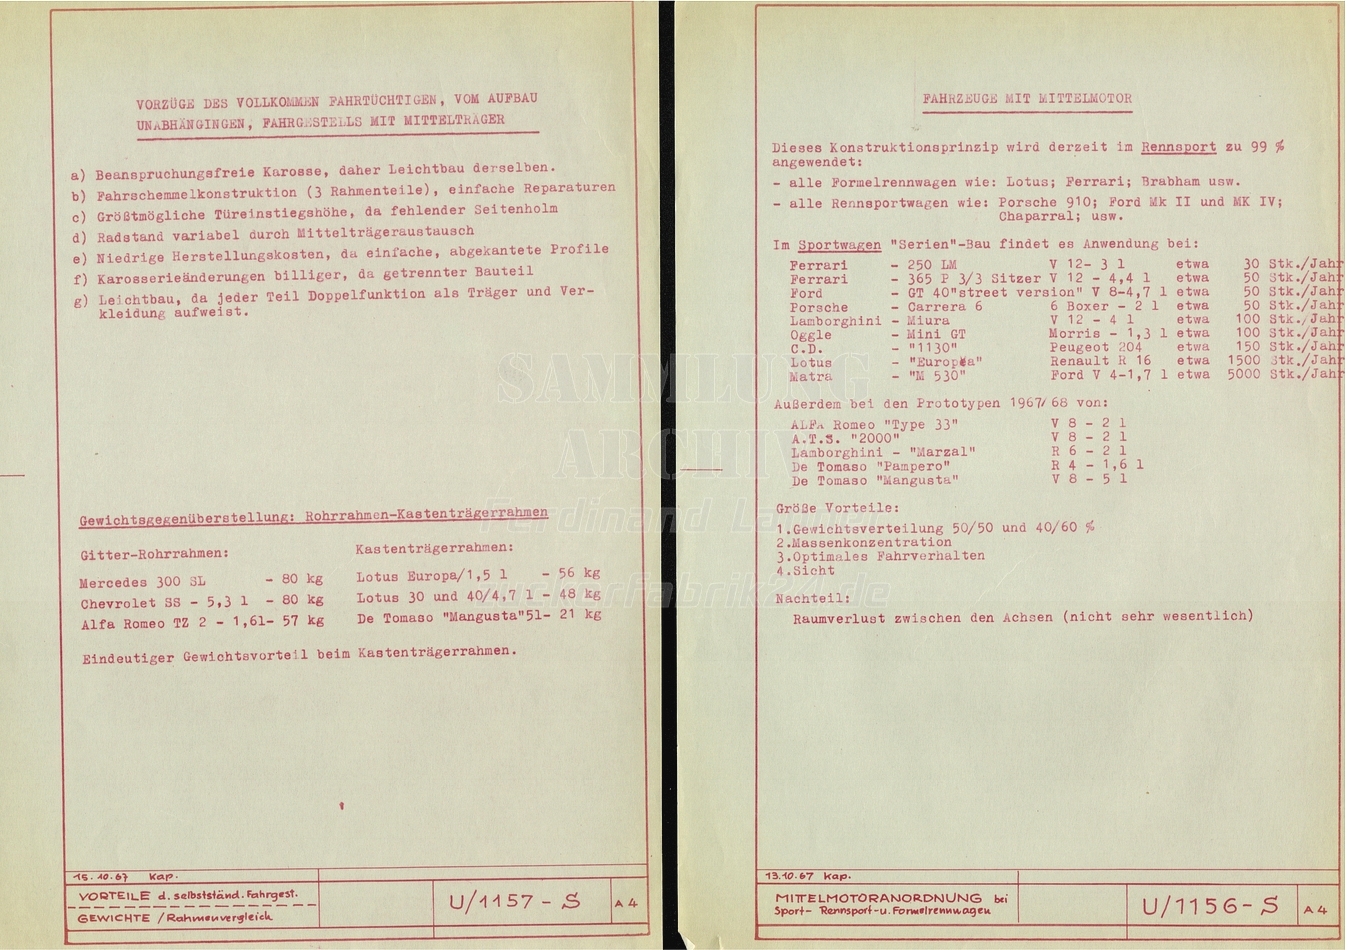 VORZÜGE DES VOLLKOMMEN FAHRTÜCHTIGEN, VOM AUFBAU
UNABHÄNGINGEN, FAHRGESTELLS MIT MITTELTRÄGER
a) Beanspruchungsfreie Karosse, daher Leichtbau derselben.
b) Fahrschemmelkonstruktion (3 Rahmenteile), einfache Reparaturen
c) Größtmögliche Türeinstiegshöhe, da fehlender Seitenholm
d) Radstand variabel durch Mittelträgeraustausch
e) Niedrige Herstellungskosten, da einfache, abgekantete Profile
f) Karosserieänderungen billiger, da getrennter Bauteil
g) Leichtbau, da jeder Teil Doppelfunktion als Träger und Ver-
kleidung aufweist.
Gewichtsgegenüberstellung: Rohrrahmen-Kastenträgerrahmen
Gitter-Rohrrahmen: Kastenträgerrahmen:
Mercedes 300 SL - 80 kg Lotus Europa/1,5 l - 56 kg
Chevrolet SS - 5,3 l - 80 kg Lotus 30 und 40/4,7 l - 48 kg
Alfa Romeo TZ 2 - 1,6l- 57 kg De Tomaso "Mangusta"5l- 21 kg
Eindeutiger Gewichtsvorteil beim Kastenträgerrahmen.
15.10.67 Kap.
VORTEILE d. selbstständ. Fahrgest.
GEWICHTE / Rahmenvergleich
U/1157 - S
A 4
FAHRZEUGE MIT MITTELMOTOR
Dieses Konstruktionsprinzip wird derzeit im Rennsport zu 99 %
angewendet:
- alle Formelrennwagen wie: Lotus; Ferrari; Brabham usw.
- alle Rennsportwagen wie: Porsche 910; Ford Mk II und MK IV;
Chaparral; usw.
Im Sportwagen "Serien"-Bau findet es Anwendung bei:
Ferrari - 250 LM V 12- 3 l etwa 30 Stk./Jahr
Ferrari - 365 P 3/3 Sitzer V 12 - 4,4 l etwa 50 Stk./Jahr
Ford - GT 40"street version" V 8-4,7 l etwa 50 Stk./Jahr
Porsche - Carrera 6 6 Boxer - 2 l etwa 50 Stk./Jahr
Lamborghini - Miura V 12 - 4 l etwa 100 Stk./Jahr
Oggle - Mini GT Morris - 1,3 l etwa 100 Stk./Jahr
C.D. - "1130" Peugeot 204 etwa 150 Stk./Jahr
Lotus - "Europea" Renault R 16 etwa 1500 Stk./Jahr
Matra - "M 530" Ford V 4-1,7 l etwa 5000 Stk./Jahr
Außerdem bei den Prototypen 1967/68 von:
ALFA Romeo "Type 33" V 8 - 2 l
A.T.S. "2000" V 8 - 2 l
Lamborghini - "Marzal" R 6 - 2 l
De Tomaso "Pampero" R 4 - 1,6 l
De Tomaso "Mangusta" V 8 - 5 l
Größe Vorteile:
1.Gewichtsverteilung 50/50 und 40/60 %
2.Massenkonzentration
3.Optimales Fahrverhalten
4.Sicht
Nachteil:
Raumverlust zwischen den Achsen (nicht sehr wesentlich)
13.10.67 Kap.
MITTELMOTORANORDNUNG bei
Sport- Rennsport-u. Formelrennwagen
U/1156- S
A 4
SAMMLUNG
ARCHIV